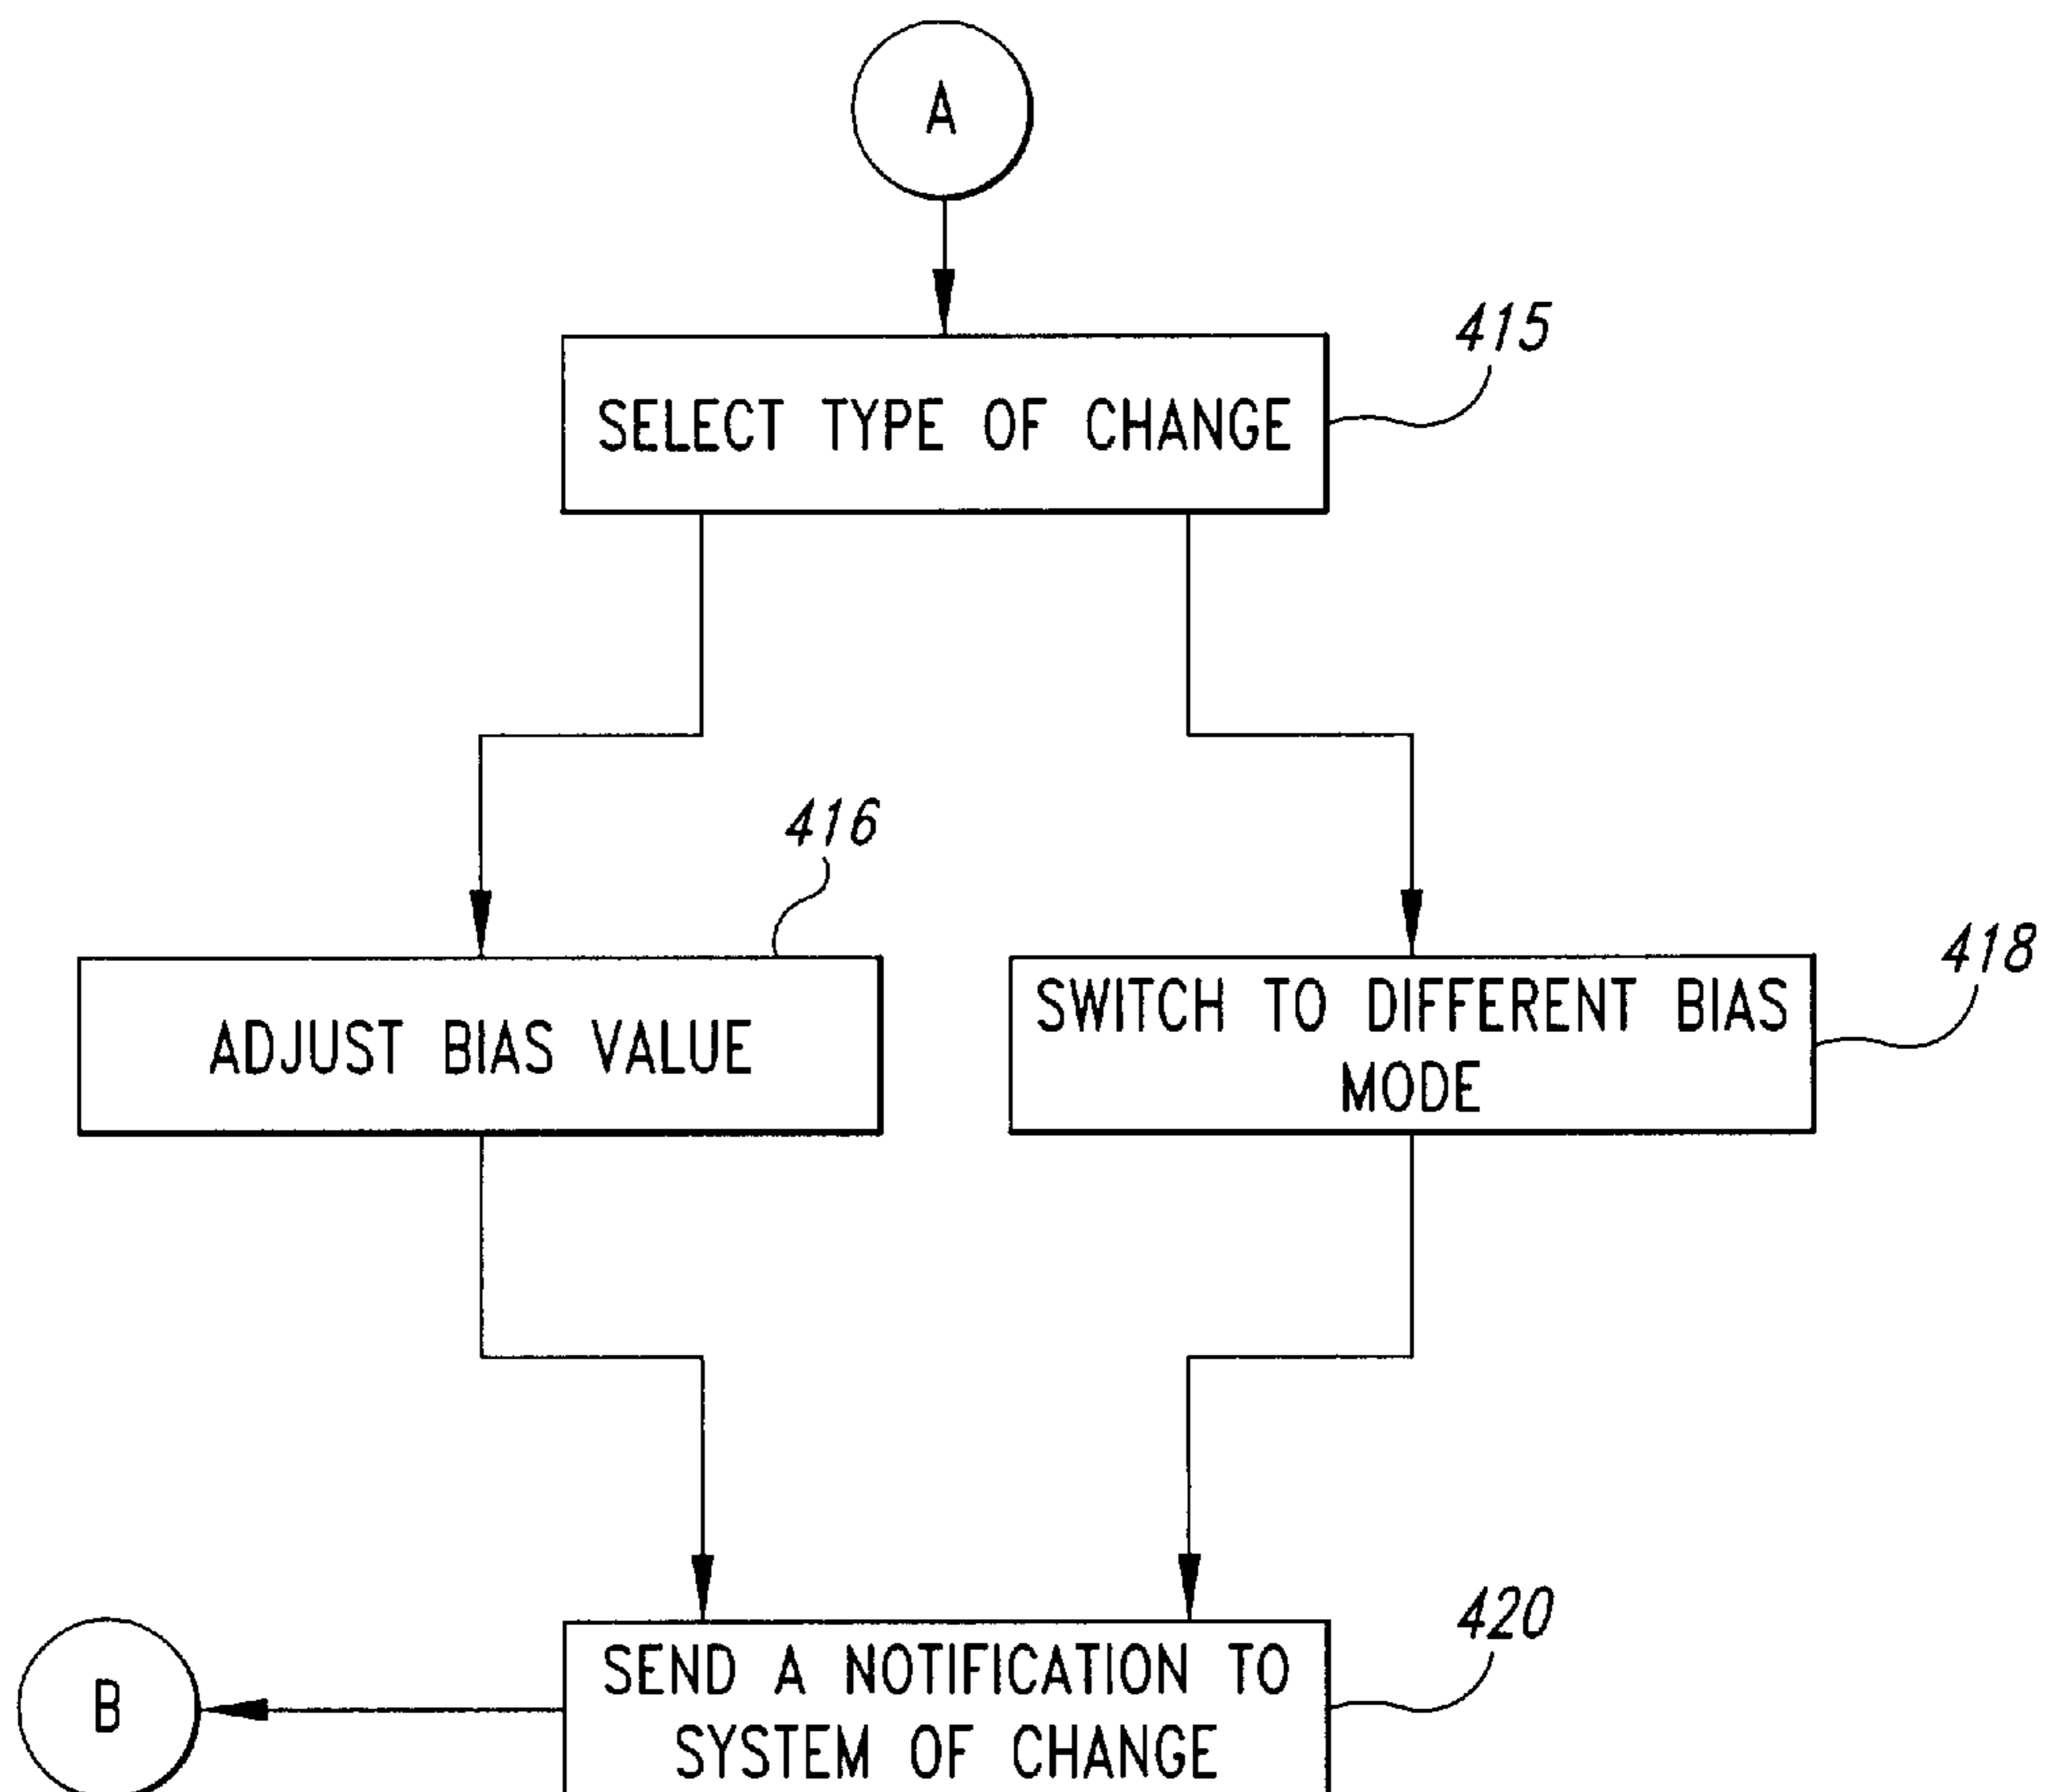 A
415
SELECT TYPE OF CHANGE
416
418
ADJUST BIAS VALUE
SWITCH TO DIFFERENT BIAS
MODE
420
SEND A NOTIFICATION TO
SYSTEM OF CHANGE
B